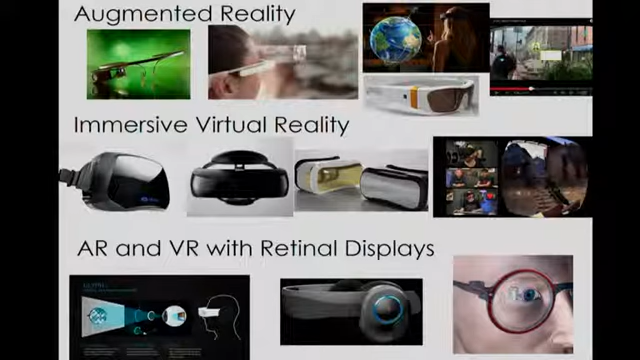 Augmented Reality
Immersive Virtual Reality
AR and VR with Retinal Displays